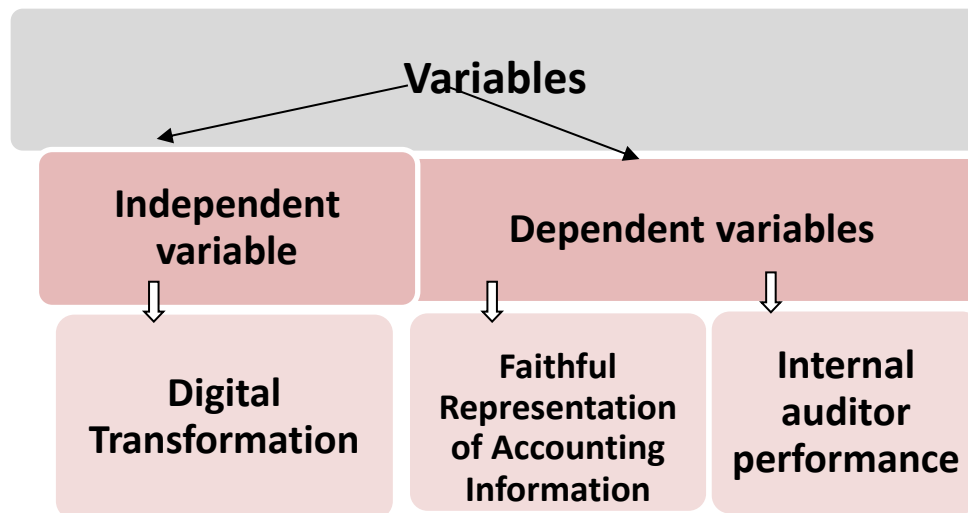 Variables
Independent
variable
Dependent variables
Digital
Transformation
Faithful
Representation
of Accounting
Information
Internal
auditor
performance